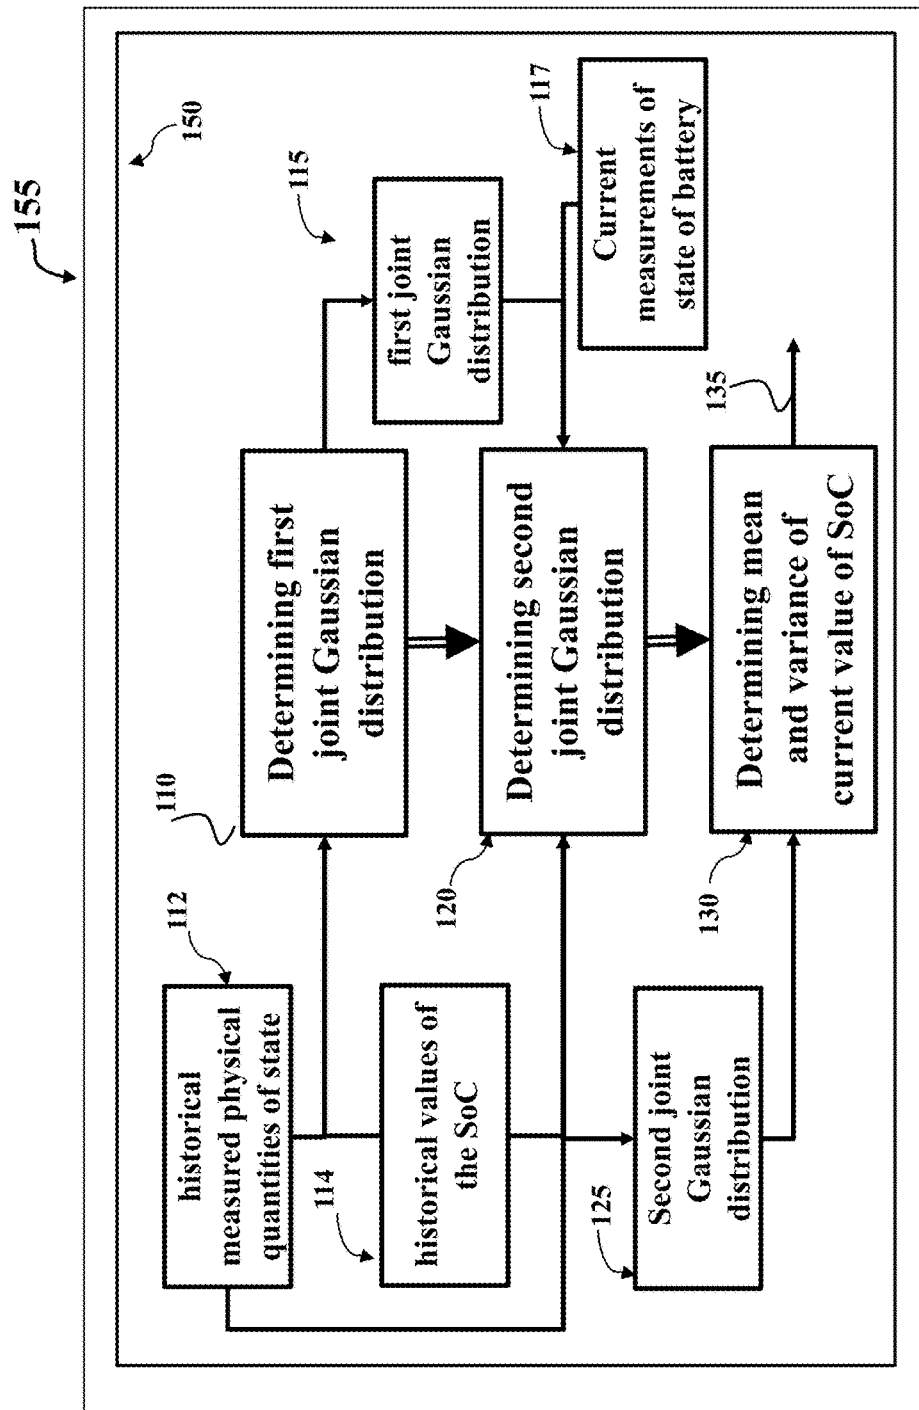 155
150
112
historical
measured physical
quantities of state
110
Determining first
joint Gaussian
distribution
115
first joint
Gaussian
distribution
114
historical values of
the SoC
120
Determining second
joint Gaussian
distribution
117
Current
measurements of
state of battery
125
Second joint
Gaussian
distribution
130
Determining mean
and variance of
current value of SoC
135